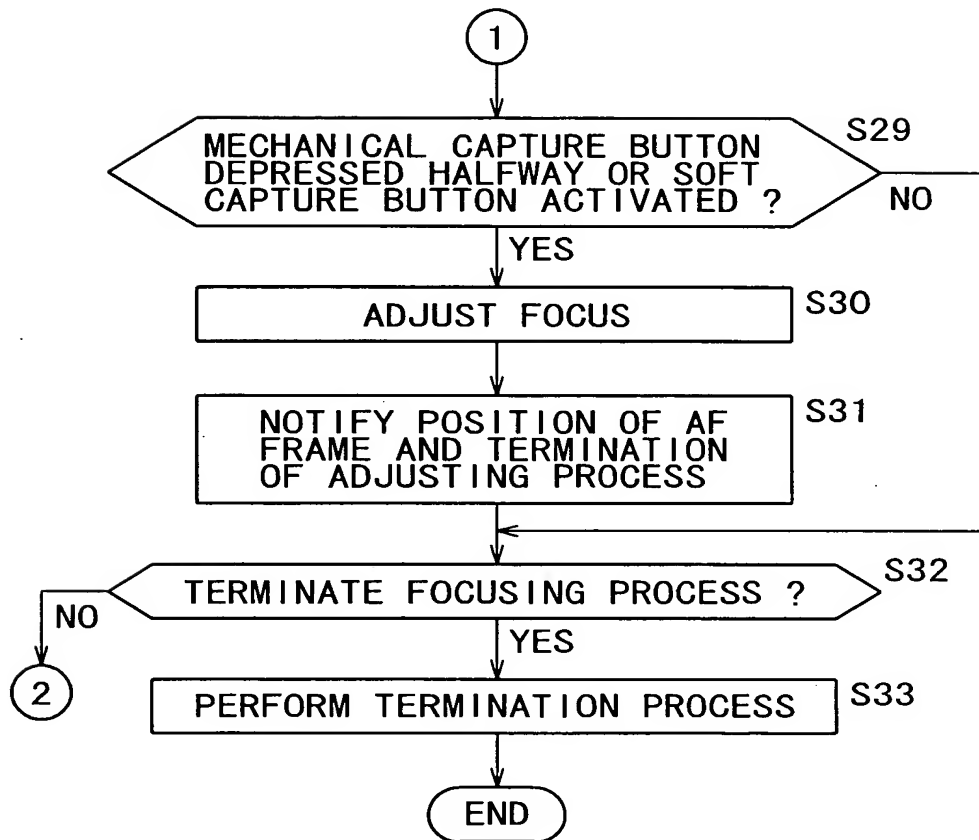 1
S29
MECHANICAL CAPTURE BUTTON
DEPRESSED HALFWAY OR SOFT
CAPTURE BUTTON ACTIVATED ?
NO
YES
S30
ADJUST FOCUS
S31
NOTIFY POSITION OF AF
FRAME AND TERMINATION
OF ADJUSTING PROCESS
S32
TERMINATE FOCUSING PROCESS ?
NO
YES
2
S33
PERFORM TERMINATION PROCESS
END